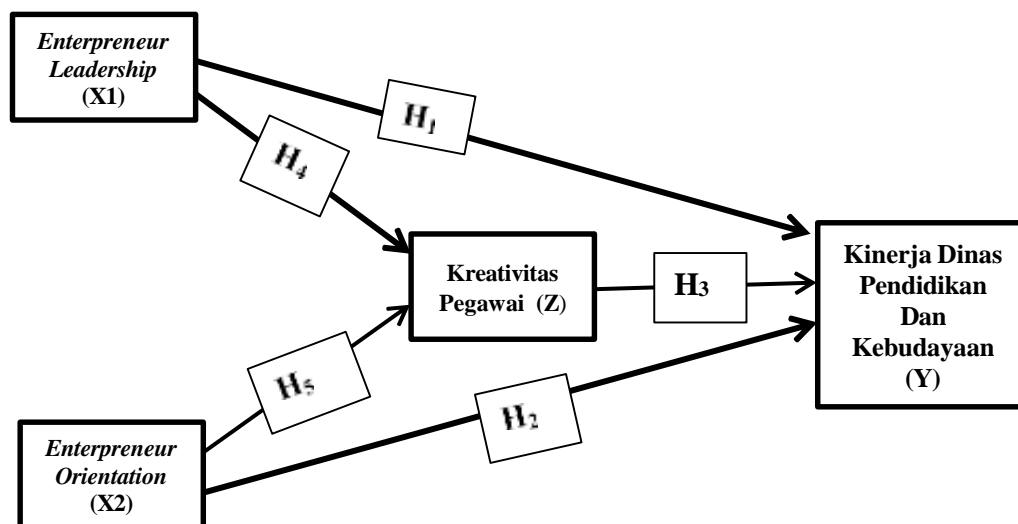 Enterpreneur
Leadership
(X1)
H1
H4
Kreativitas
Pegawai (Z)
H3
Kinerja Dinas
Pendidikan
Dan
Kebudayaan
(Y)
H5
H2
Enterpreneur
Orientation
(X2)